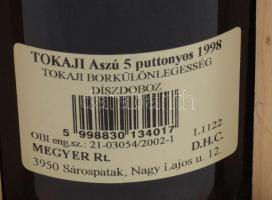 TOKAJI Aszú 5 puttonyos 1998
TOKAJI BORKÜLÖNLEGESSÉG
DÍSZDOBOZ
darabanth
5 998830 134017
OBI eng.sz.: 21-03054/2002-1
L1122
MEGYER Rt.
D.H.C.
3950 Sárospatak, Nagy Lajos u. 12.